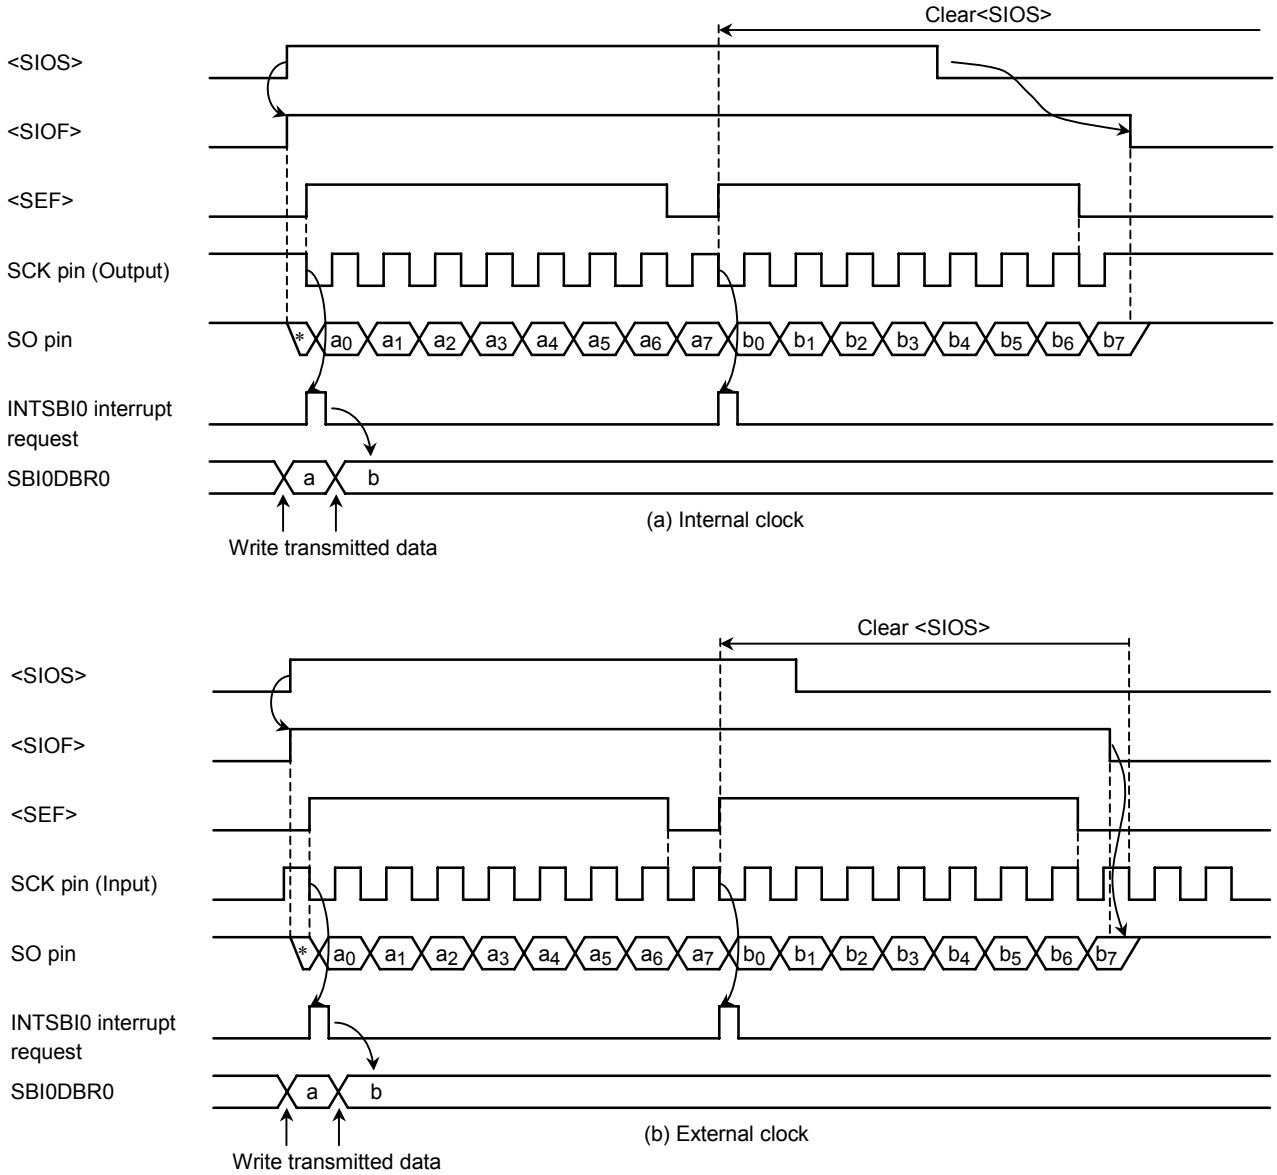 Clear<SIOS>
<SIOS>
<SIOF>
<SEF>
SCK pin (Output)
SO pin * a0 a1 a2 a3 a4 a5 a6 a7 b0 b1 b2 b3 b4 b5 b6 b7
INTSBI0 interrupt
request
SBI0DBR0 a b
(a) Internal clock
Write transmitted data
Clear <SIOS>
<SIOS>
<SIOF>
<SEF>
SCK pin (Input)
SO pin * a0 a1 a2 a3 a4 a5 a6 a7 b0 b1 b2 b3 b4 b5 b6 b7
INTSBI0 interrupt
request
SBI0DBR0 a b
(b) External clock
Write transmitted data